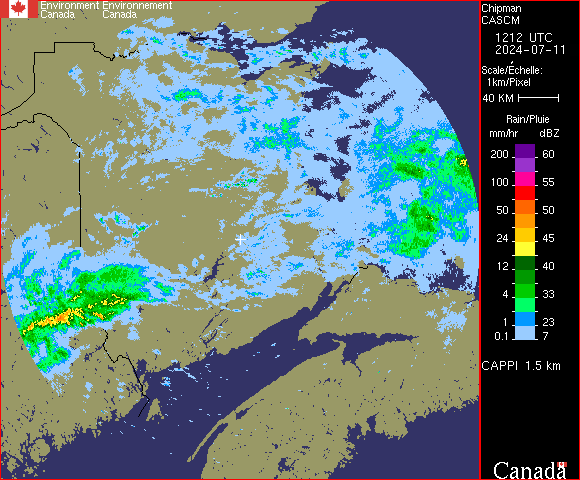 Environment Environnement
Canada Canada
Chipman
CASCM
1212 UTC
2024-07-11
Scale/Échelle:
1km/Pixel
40 KM
Rain/Pluie
mm/hr dBZ
200 60
100 55
50 50
24 45
12 40
4 33
1 23
0.1 7
CAPPI 1.5 km
Canada